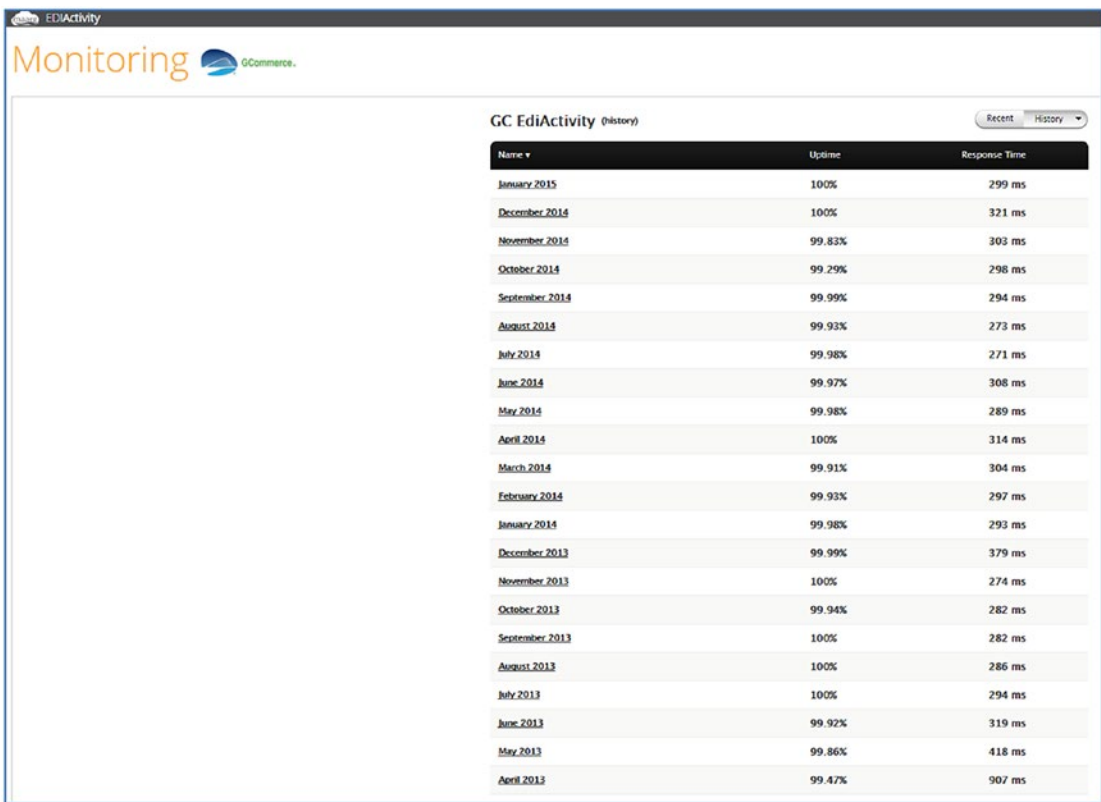 EDIActivity
Monitoring GCommerce.
GC EdiActivity (history) Recent History
Name ▾ Uptime Response Time
January 2015 100% 299 ms
December 2014 100% 321 ms
November 2014 99.83% 303 ms
October 2014 99.29% 298 ms
September 2014 99.99% 294 ms
August 2014 99.93% 273 ms
July 2014 99.98% 271 ms
June 2014 99.97% 308 ms
May 2014 99.98% 289 ms
April 2014 100% 314 ms
March 2014 99.91% 304 ms
February 2014 99.93% 297 ms
January 2014 99.98% 293 ms
December 2013 99.99% 379 ms
November 2013 100% 274 ms
October 2013 99.94% 282 ms
September 2013 100% 282 ms
August 2013 100% 286 ms
July 2013 100% 294 ms
June 2013 99.92% 319 ms
May 2013 99.86% 418 ms
April 2013 99.47% 907 ms